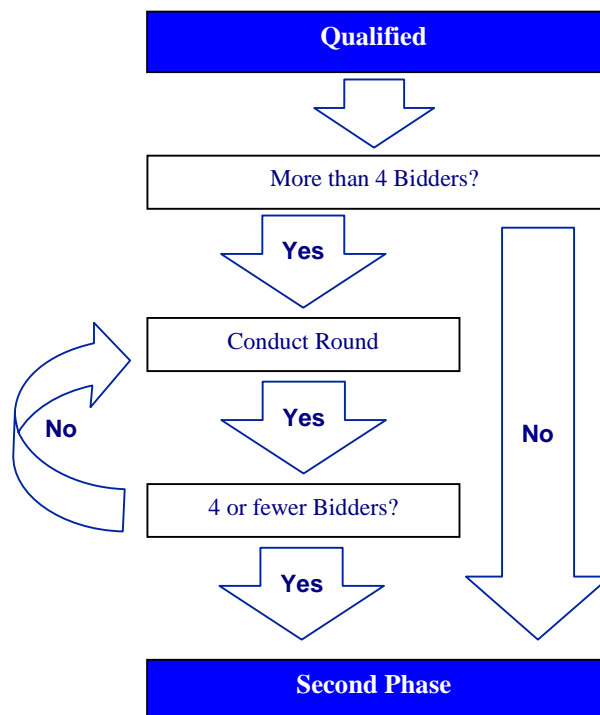 Qualified
More than 4 Bidders?
Yes
Conduct Round
Yes
No
No
4 or fewer Bidders?
Yes
Second Phase